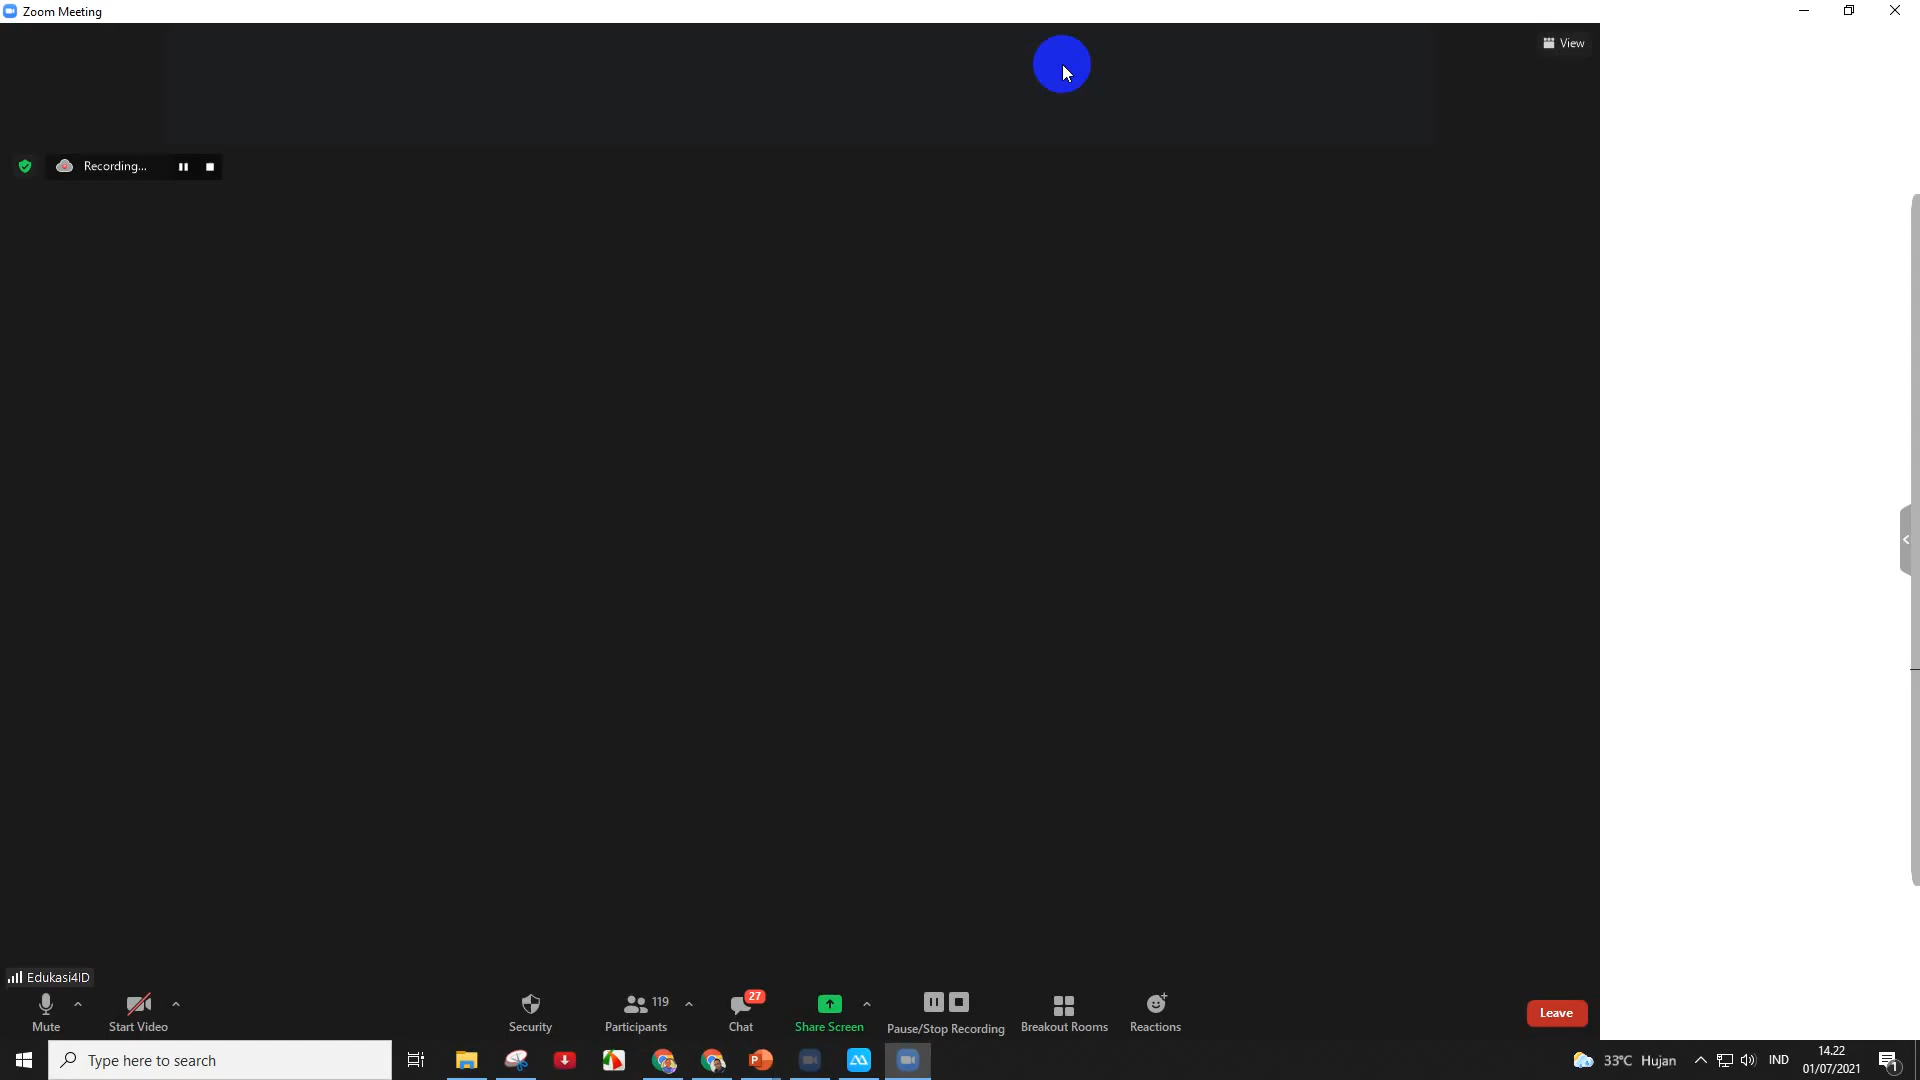 Zoom Meeting
View
Recording...
Edukasi4ID
119
27
Mute
Start Video
Security
Participants
Chat
Share Screen
Pause/Stop Recording
Breakout Rooms
Reactions
Leave
Type here to search
33°C Hujan
IND
14.22
01/07/2021
1